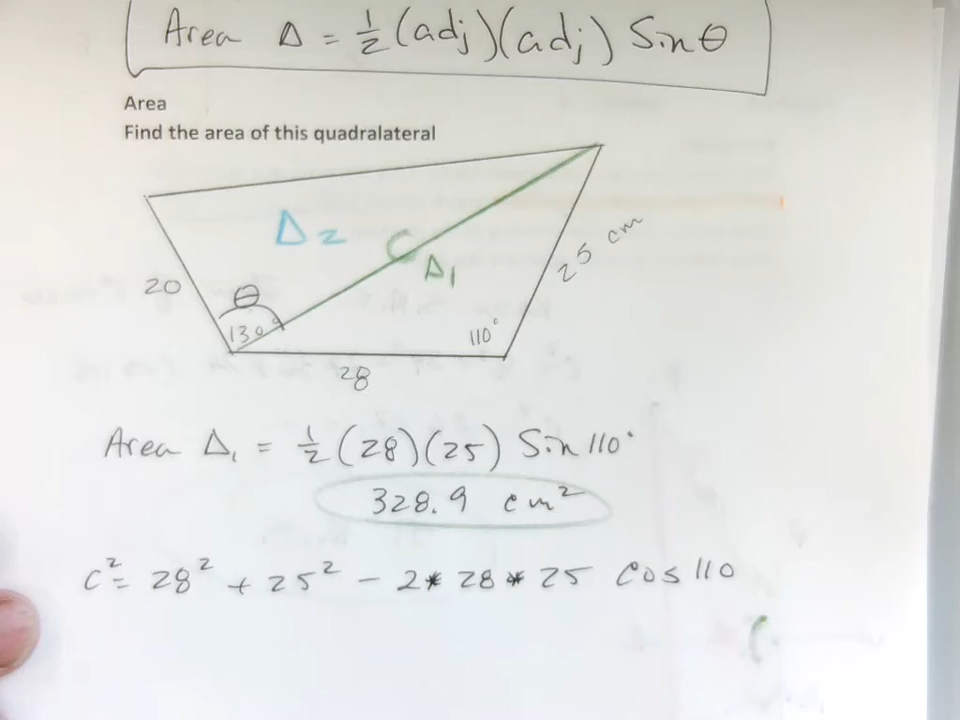 Area Δ = 1/2 (adj)(adj) Sin θ
Area
Find the area of this quadralateral
Δ 2
C
Δ1
25 cm
20
θ
130°
110°
28
Area Δ1 = 1/2 (28)(25) Sin 110°
328.9 cm²
C² = 28² + 25² - 2 * 28 * 25 cos 110
(